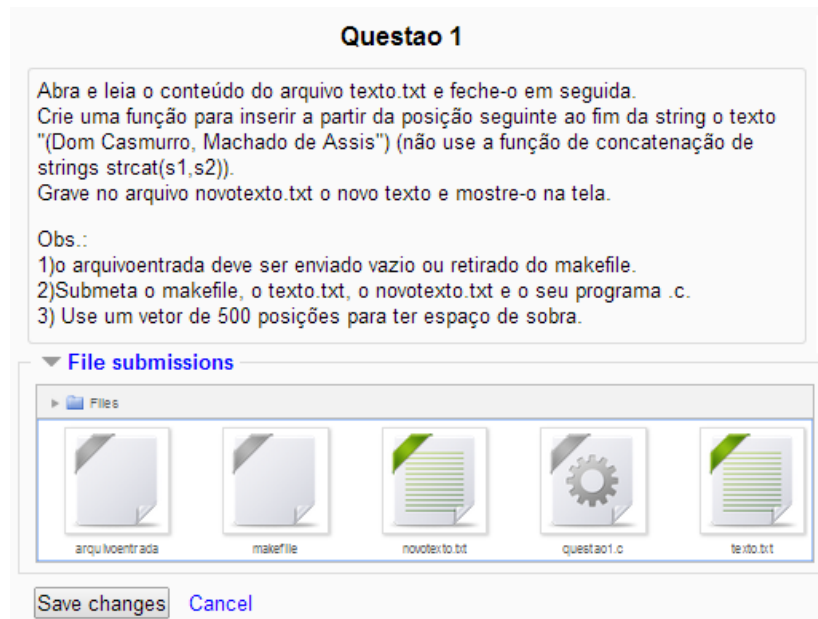 Questao 1
Abra e leia o conteúdo do arquivo texto.txt e feche-o em seguida.
Crie uma função para inserir a partir da posição seguinte ao fim da string o texto
"(Dom Casmurro, Machado de Assis") (não use a função de concatenação de
strings strcat(s1,s2)).
Grave no arquivo novotexto.txt o novo texto e mostre-o na tela.
Obs.:
1)o arquivoentrada deve ser enviado vazio ou retirado do makefile.
2)Submeta o makefile, o texto.txt, o novotexto.txt e o seu programa .c.
3) Use um vetor de 500 posições para ter espaço de sobra.
File submissions
Files
arquivoentrada makefile novotexto.txt questao1.c texto.txt
Save changes Cancel